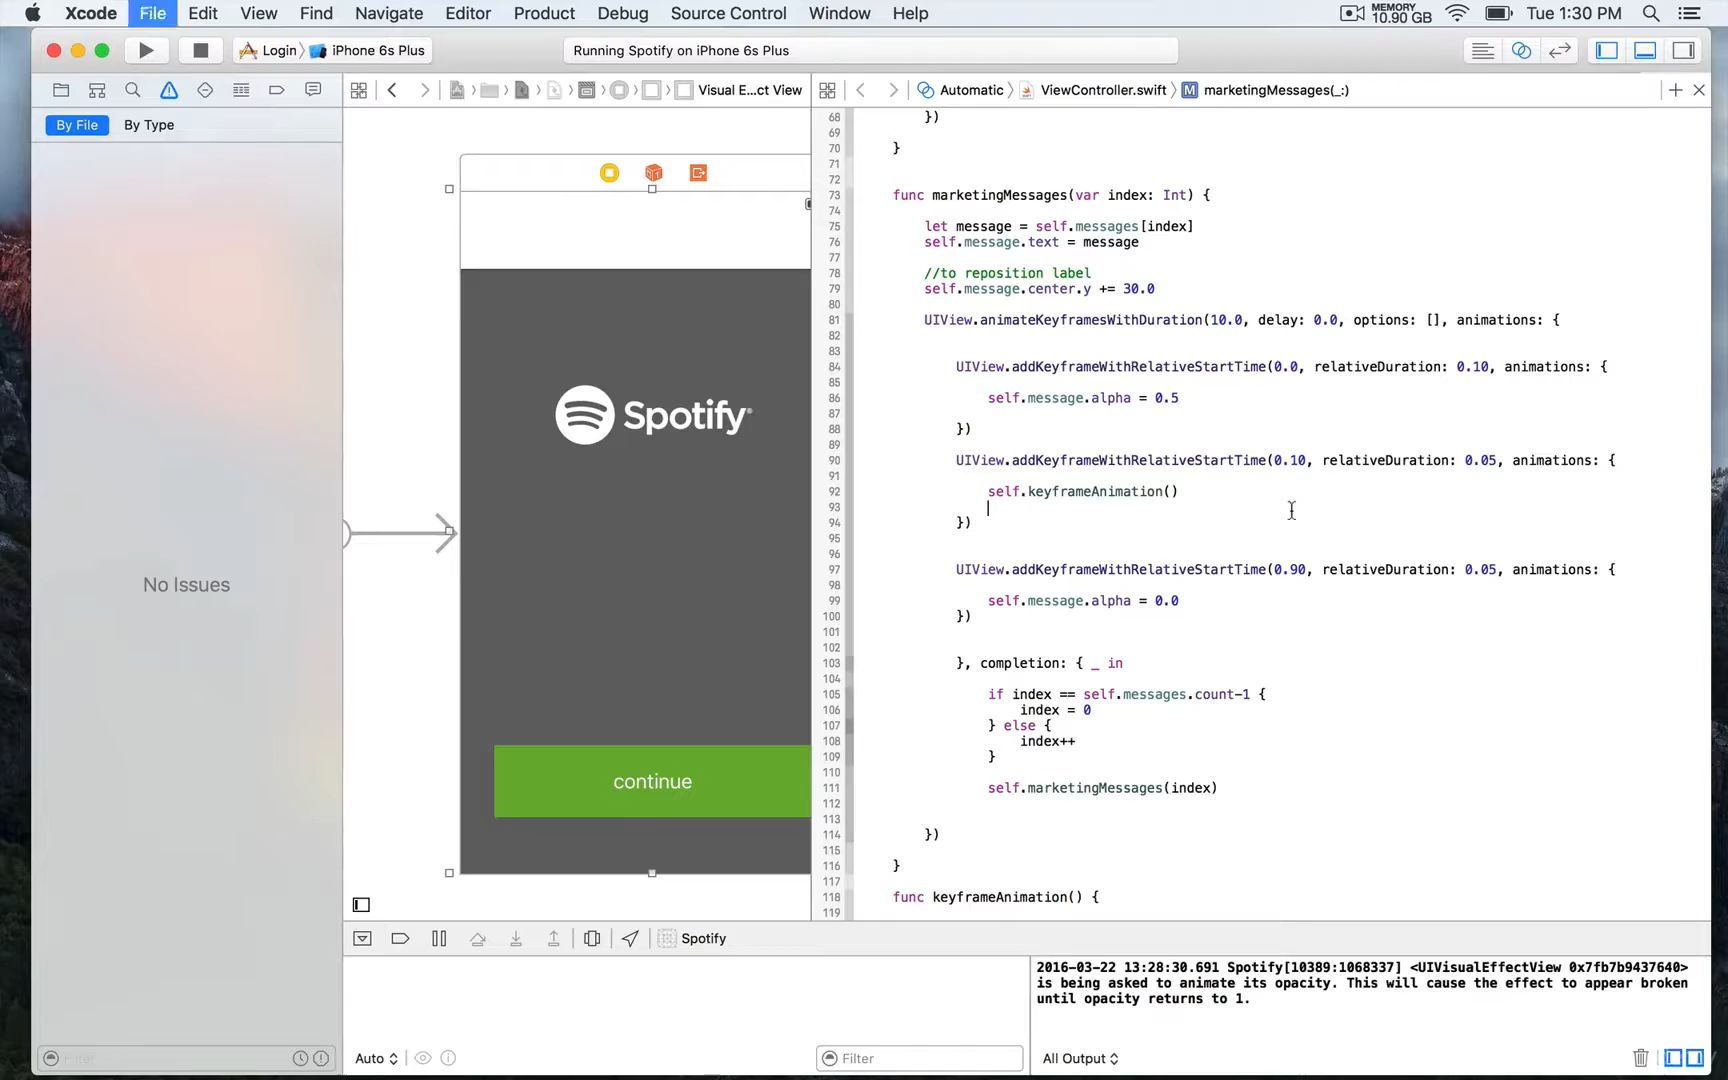 Xcode File Edit View Find Navigate Editor Product Debug Source Control Window Help MEMORY 10.90 GB Tue 1:30 PM
Login iPhone 6s Plus Running Spotify on iPhone 6s Plus
Visual E...ct View Automatic ViewController.swift M marketingMessages(_:)
By File By Type
No Issues
Filter
Spotify
continue
68 })
69
70 }
71
72
73 func marketingMessages(var index: Int) {
74
75 let message = self.messages[index]
76 self.message.text = message
77
78 //to reposition label
79 self.message.center.y += 30.0
80
81 UIView.animateKeyframesWithDuration(10.0, delay: 0.0, options: [], animations: {
82
83
84 UIView.addKeyframeWithRelativeStartTime(0.0, relativeDuration: 0.10, animations: {
85
86 self.message.alpha = 0.5
87
88 })
89
90 UIView.addKeyframeWithRelativeStartTime(0.10, relativeDuration: 0.05, animations: {
91
92 self.keyframeAnimation()
93
94 })
95
96
97 UIView.addKeyframeWithRelativeStartTime(0.90, relativeDuration: 0.05, animations: {
98
99 self.message.alpha = 0.0
100 })
101
102
103 }, completion: { _ in
104
105 if index == self.messages.count-1 {
106 index = 0
107 } else {
108 index++
109 }
110
111 self.marketingMessages(index)
112
113
114 })
115
116 }
117
118 func keyframeAnimation() {
119
Spotify
2016-03-22 13:28:30.691 Spotify[10389:1068337] <UIVisualEffectView 0x7fb7b9437640>
is being asked to animate its opacity. This will cause the effect to appear broken
until opacity returns to 1.
Auto Filter All Output